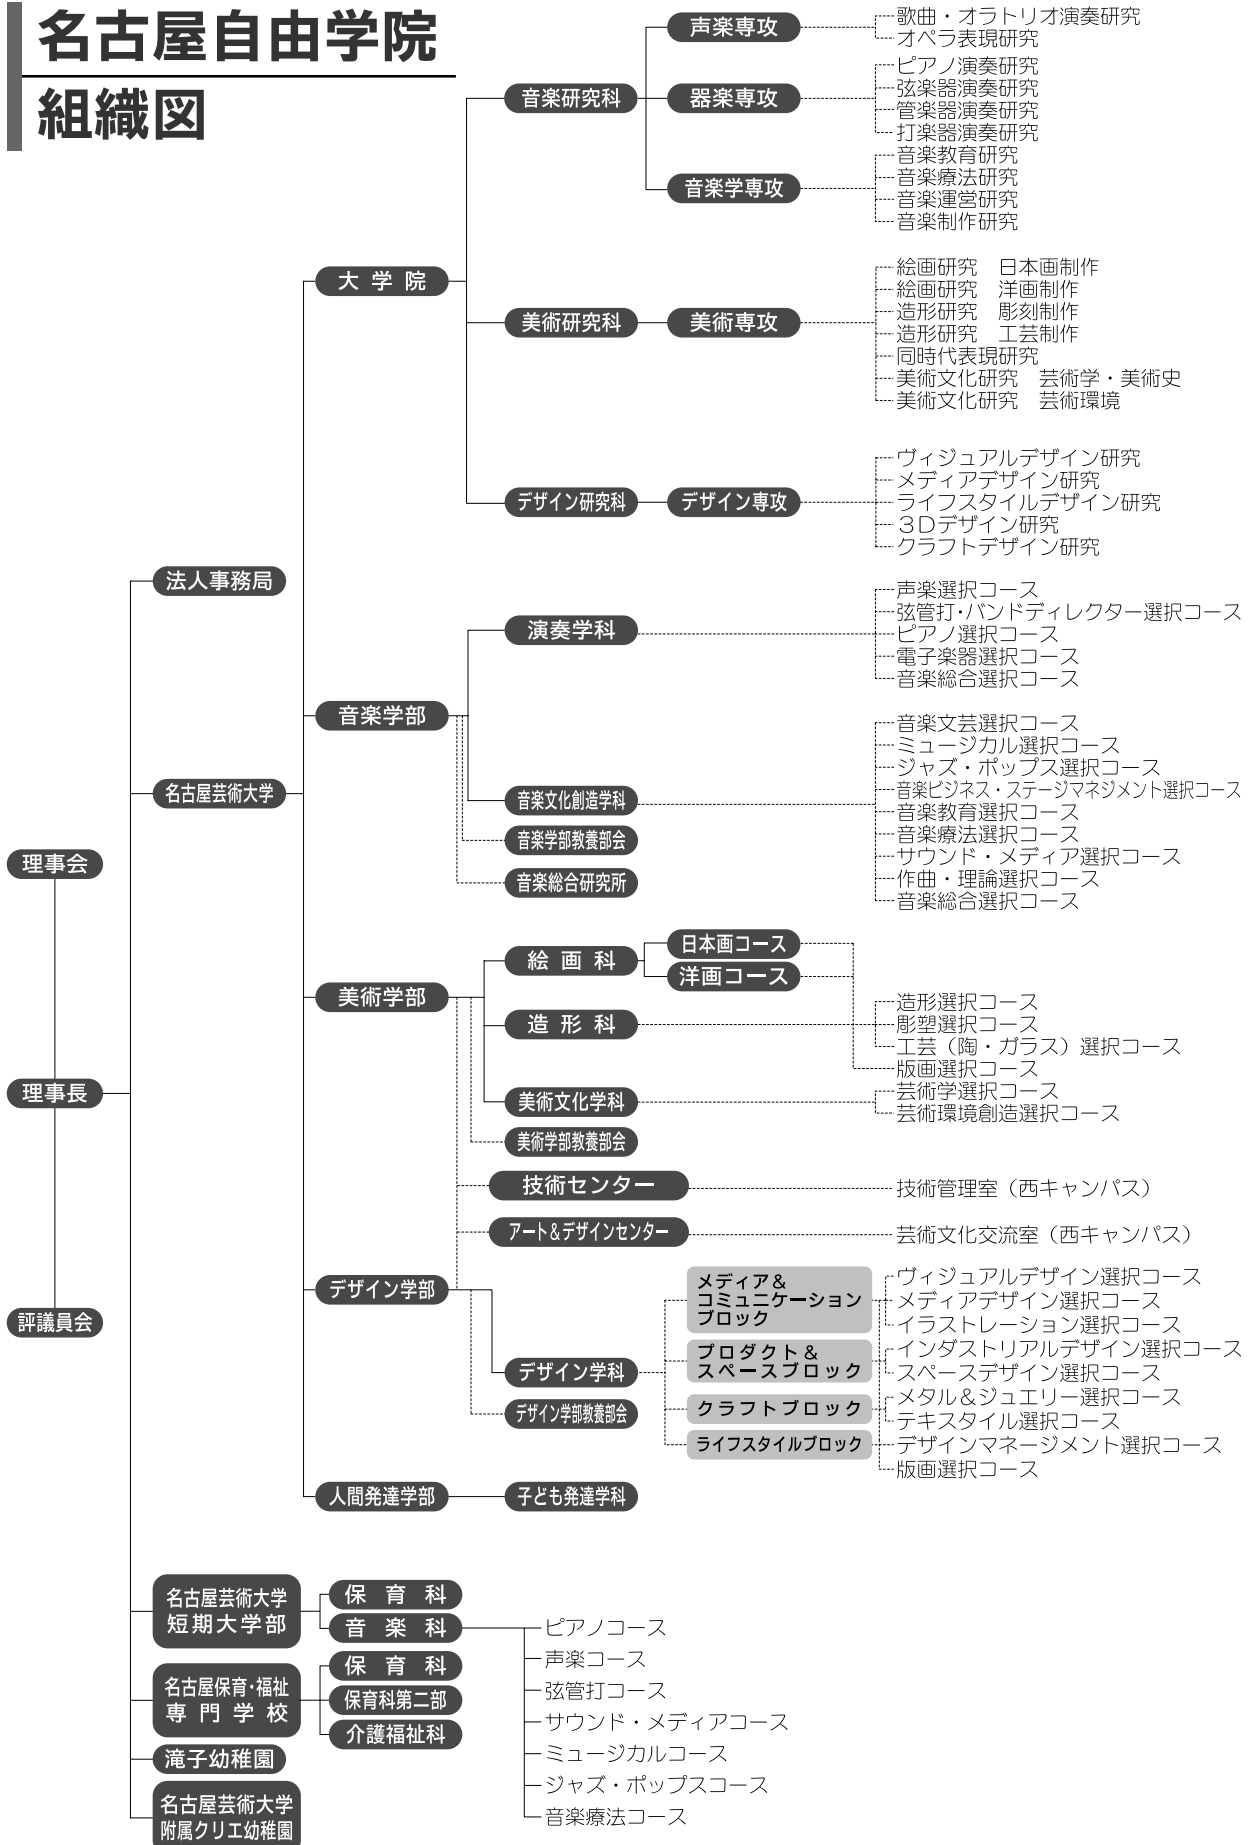 名古屋自由学院
組織図
理事会
理事長
評議員会
法人事務局
名古屋芸術大学
大学院
音楽研究科
声楽専攻
歌曲・オラトリオ演奏研究
オペラ表現研究
器楽専攻
ピアノ演奏研究
弦楽器演奏研究
管楽器演奏研究
打楽器演奏研究
音楽学専攻
音楽教育研究
音楽療法研究
音楽運営研究
音楽制作研究
美術研究科
美術専攻
絵画研究　日本画制作
絵画研究　洋画制作
造形研究　彫刻制作
造形研究　工芸制作
同時代表現研究
美術文化研究　芸術学・美術史
美術文化研究　芸術環境
デザイン研究科
デザイン専攻
ヴィジュアルデザイン研究
メディアデザイン研究
ライフスタイルデザイン研究
３Ｄデザイン研究
クラフトデザイン研究
音楽学部
演奏学科
声楽選択コース
弦管打・バンドディレクター選択コース
ピアノ選択コース
電子楽器選択コース
音楽総合選択コース
音楽文化創造学科
音楽文芸選択コース
ミュージカル選択コース
ジャズ・ポップス選択コース
音楽ビジネス・ステージマネジメント選択コース
音楽教育選択コース
音楽療法選択コース
サウンド・メディア選択コース
作曲・理論選択コース
音楽総合選択コース
音楽学部教養部会
音楽総合研究所
美術学部
絵画科
日本画コース
洋画コース
造形科
造形選択コース
彫塑選択コース
工芸（陶・ガラス）選択コース
版画選択コース
美術文化学科
芸術学選択コース
芸術環境創造選択コース
美術学部教養部会
技術センター
技術管理室（西キャンパス）
アート＆デザインセンター
芸術文化交流室（西キャンパス）
デザイン学部
デザイン学科
メディア＆
コミュニケーション
ブロック
ヴィジュアルデザイン選択コース
メディアデザイン選択コース
イラストレーション選択コース
プロダクト＆
スペースブロック
インダストリアルデザイン選択コース
スペースデザイン選択コース
クラフトブロック
メタル＆ジュエリー選択コース
テキスタイル選択コース
ライフスタイルブロック
デザインマネージメント選択コース
版画選択コース
デザイン学部教養部会
人間発達学部
子ども発達学科
名古屋芸術大学
短期大学部
保育科
音楽科
ピアノコース
声楽コース
弦管打コース
サウンド・メディアコース
ミュージカルコース
ジャズ・ポップスコース
音楽療法コース
名古屋保育・福祉
専門学校
保育科
保育科第二部
介護福祉科
滝子幼稚園
名古屋芸術大学
附属クリエ幼稚園